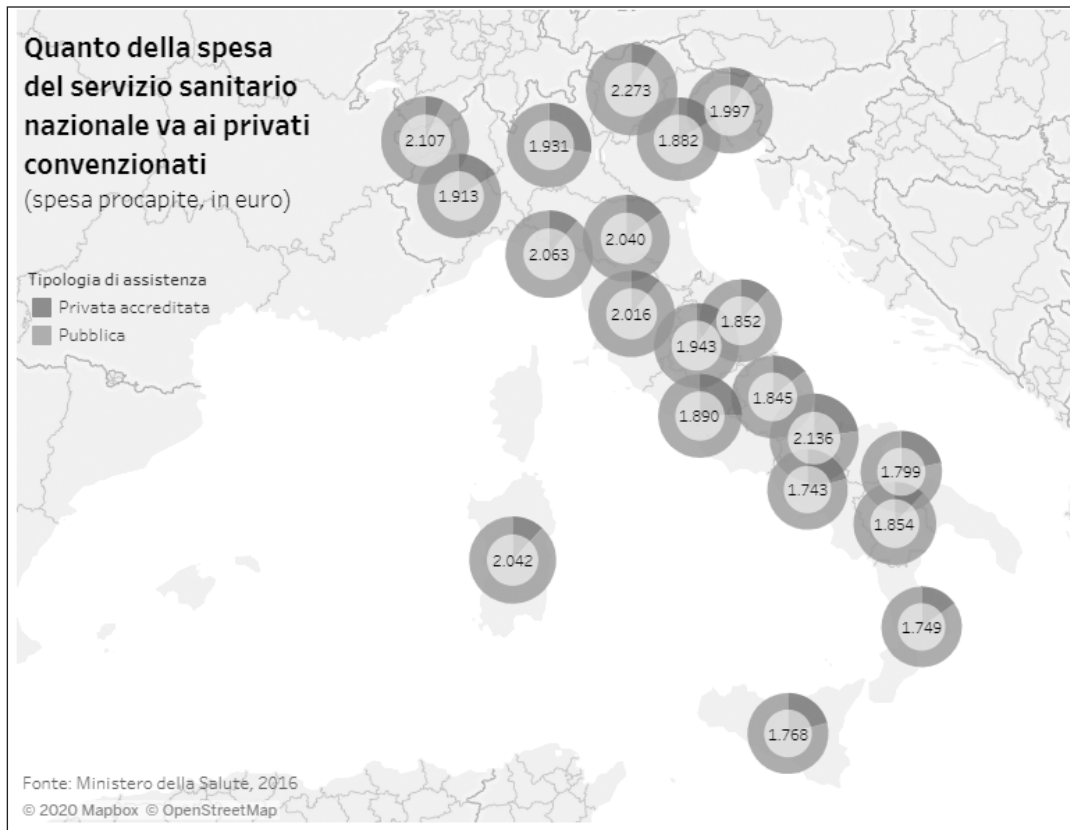 Quanto della spesa
del servizio sanitario
nazionale va ai privati
convenzionati
(spesa procapite, in euro)
Tipologia di assistenza
Privata accreditata
Pubblica
2.273
1.997
2.107
1.931
1.882
1.913
2.040
2.063
2.016
1.852
1.943
1.845
1.890
2.136
1.799
1.743
1.854
2.042
1.749
1.768
Fonte: Ministero della Salute, 2016
© 2020 Mapbox © OpenStreetMap